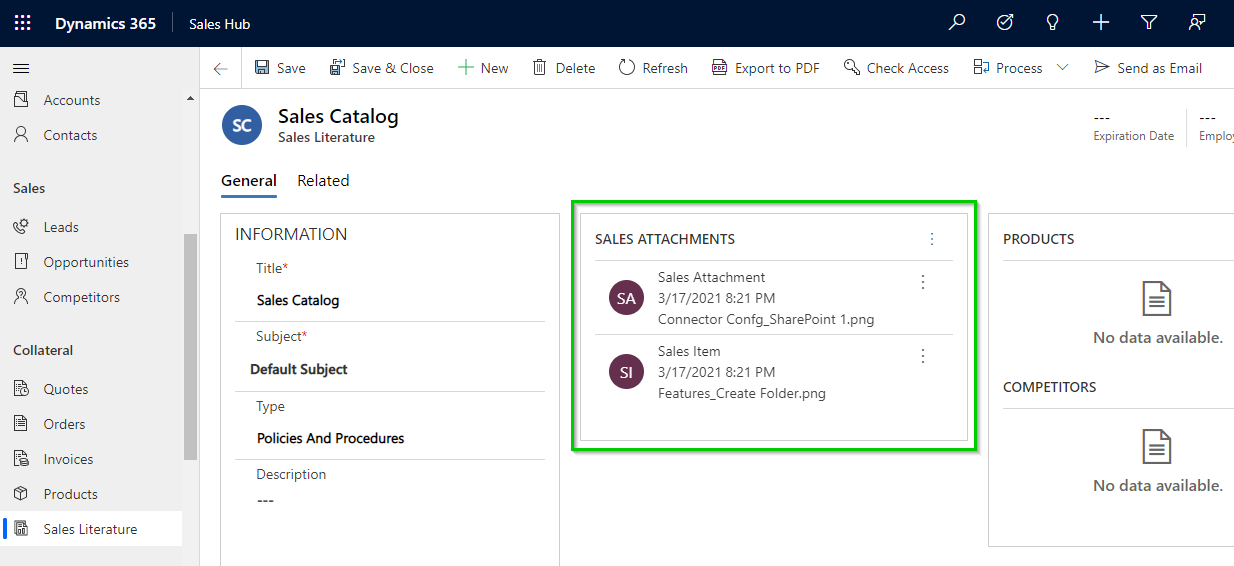 Dynamics 365 Sales Hub
Save Save & Close New Delete Refresh Export to PDF Check Access Process Send as Email
Accounts
Contacts
Sales
Leads
Opportunities
Competitors
Collateral
Quotes
Orders
Invoices
Products
Sales Literature
SC
Sales Catalog
Sales Literature
---
Expiration Date
---
General Related
INFORMATION
Title*
Sales Catalog
Subject*
Default Subject
Type
Policies And Procedures
Description
---
SALES ATTACHMENTS
SA
Sales Attachment
3/17/2021 8:21 PM
Connector Confg_SharePoint 1.png
SI
Sales Item
3/17/2021 8:21 PM
Features_Create Folder.png
PRODUCTS
No data available.
COMPETITORS
No data available.